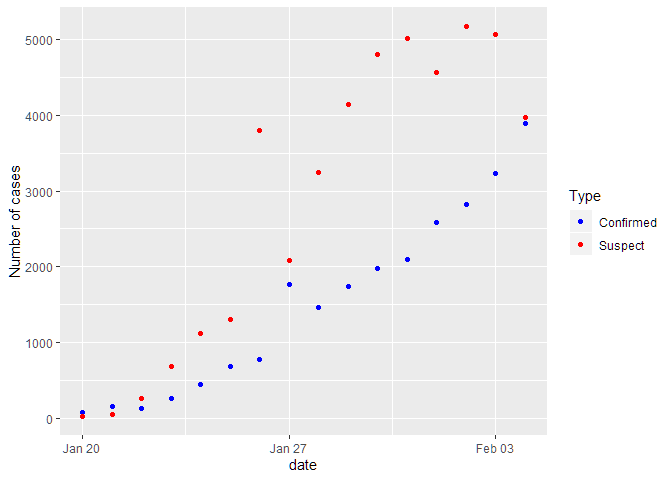 5000
4000
3000
2000
1000
0
Number of cases
Jan 20
Jan 27
Feb 03
date
Type
Confirmed
Suspect